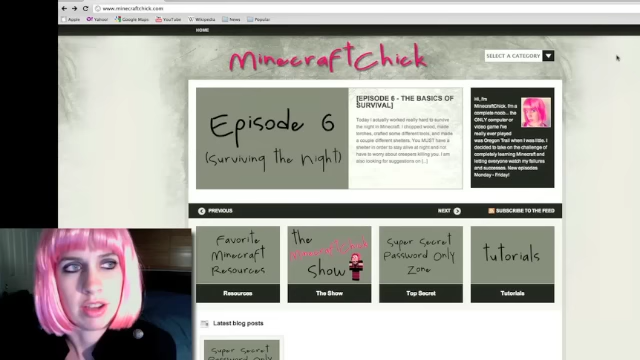 www.minecraftchick.com
Apple Yahoo! Google Maps YouTube Wikipedia News Popular
HOME
MinecraftChick
SELECT A CATEGORY
Episode 6
(surviving the night)
[EPISODE 6 - THE BASICS OF
SURVIVAL]
Today I actually worked really hard to survive
the night in Minecraft. I chopped wood, made
and made
a couple different pickets. You MUST have a
shelter in order to stay alive at night and not
have to worry about weapons killing you. I am
also looking for suggestions on [...]
Hi, I'm
MinecraftChick. I'm a
complete noob... the
ONLY computer or
video game I've
really ever played
was Oregon Trail when I was little. I
decided to take on the challenge of
completely learning Minecraft and
letting everyone watch my failures and
successes. New episodes
Monday - Friday!
PREVIOUS
NEXT
SUBSCRIBE TO THE FEED
Favorite
Minecraft
Resources
the
MinecraftChick
Show
Super Secret
Password Only
Zone
tutorials
Resources
The Show
Top Secret
Tutorials
Latest blog posts
Super Secret
Password Only